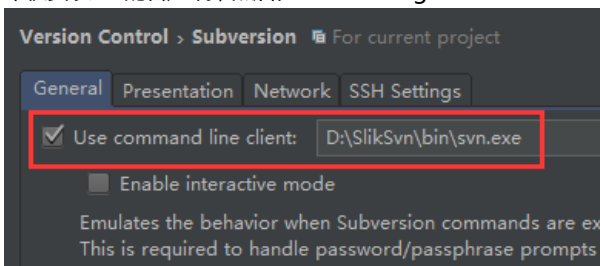 Version Control › Subversion For current project
General Presentation Network SSH Settings
Use command line client: D:\SlikSvn\bin\svn.exe
Enable interactive mode
Emulates the behavior when Subversion commands are ex
This is required to handle password/passphrase prompts